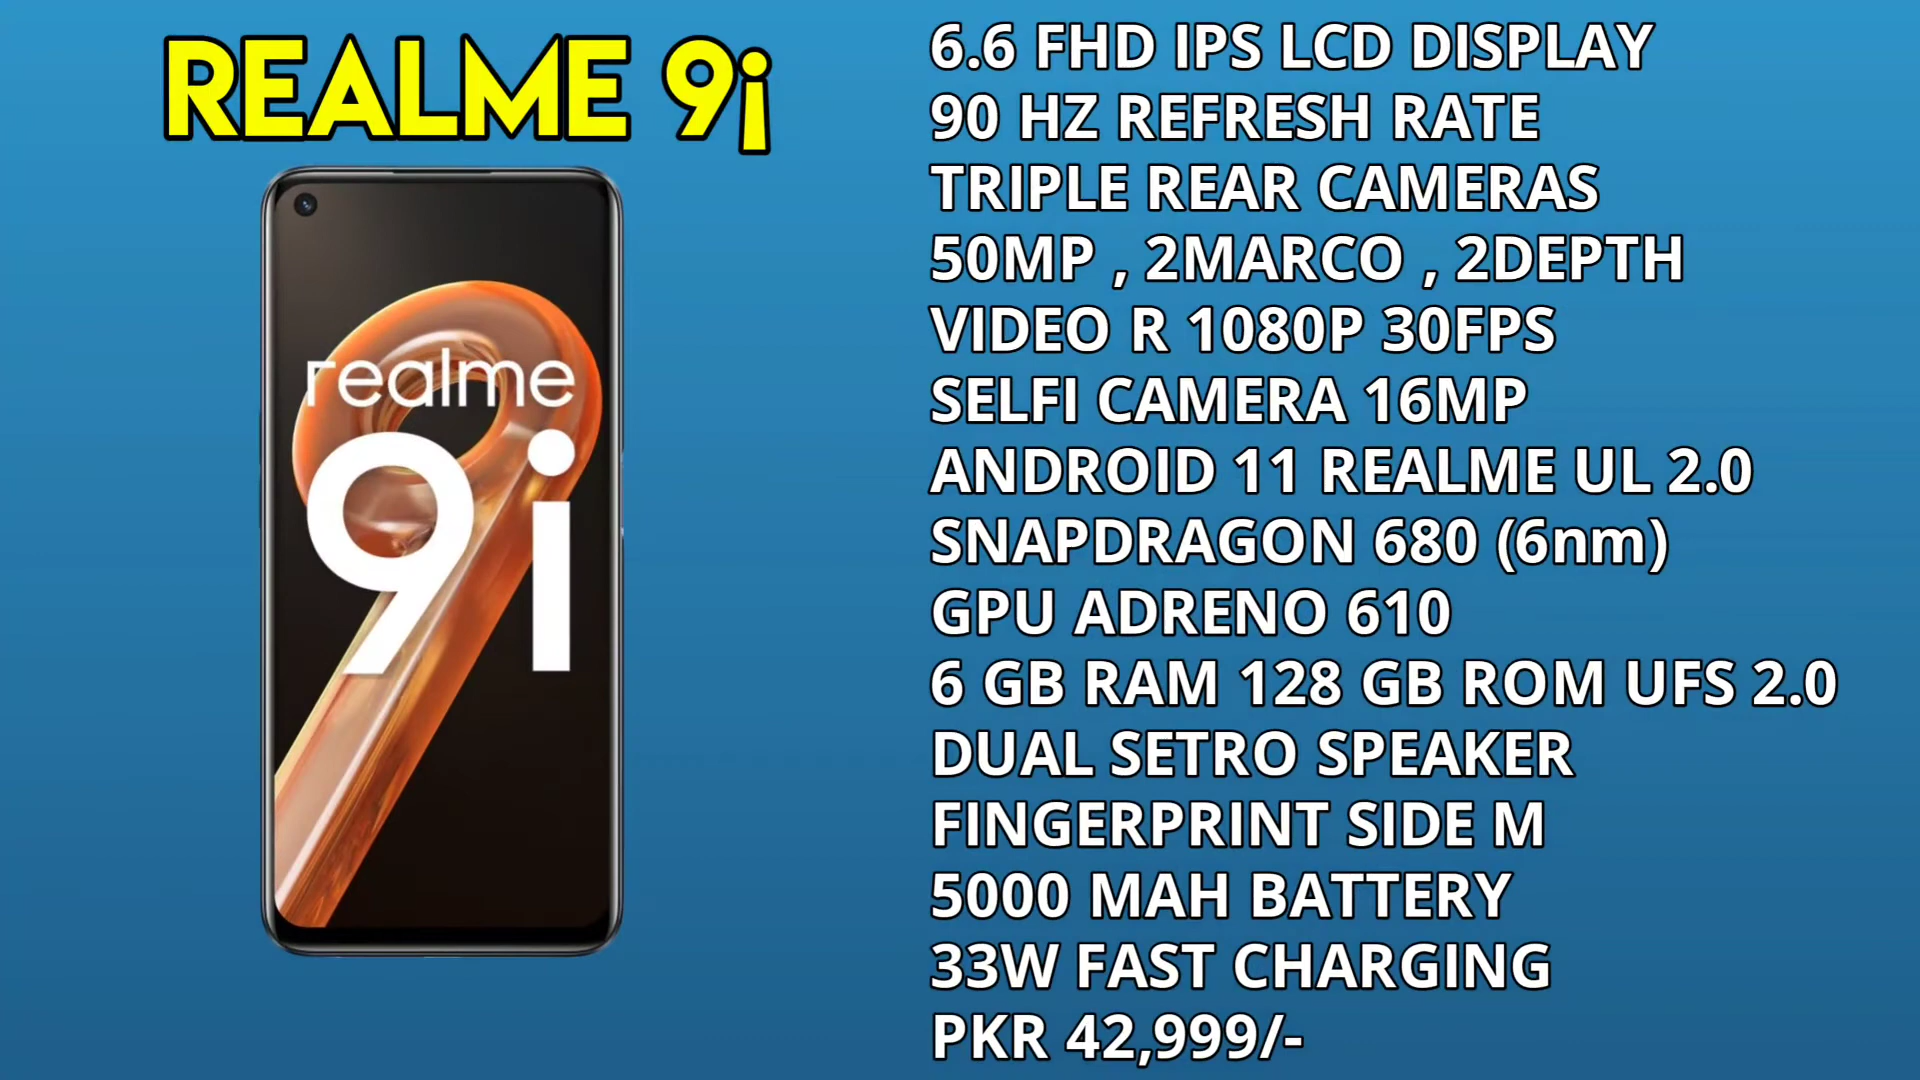 REALME 9i
realme
9i
6.6 FHD IPS LCD DISPLAY
90 HZ REFRESH RATE
TRIPLE REAR CAMERAS
50MP , 2MARCO , 2DEPTH
VIDEO R 1080P 30FPS
SELFI CAMERA 16MP
ANDROID 11 REALME UL 2.0
SNAPDRAGON 680 (6nm)
GPU ADRENO 610
6 GB RAM 128 GB ROM UFS 2.0
DUAL SETRO SPEAKER
FINGERPRINT SIDE M
5000 MAH BATTERY
33W FAST CHARGING
PKR 42,999/-